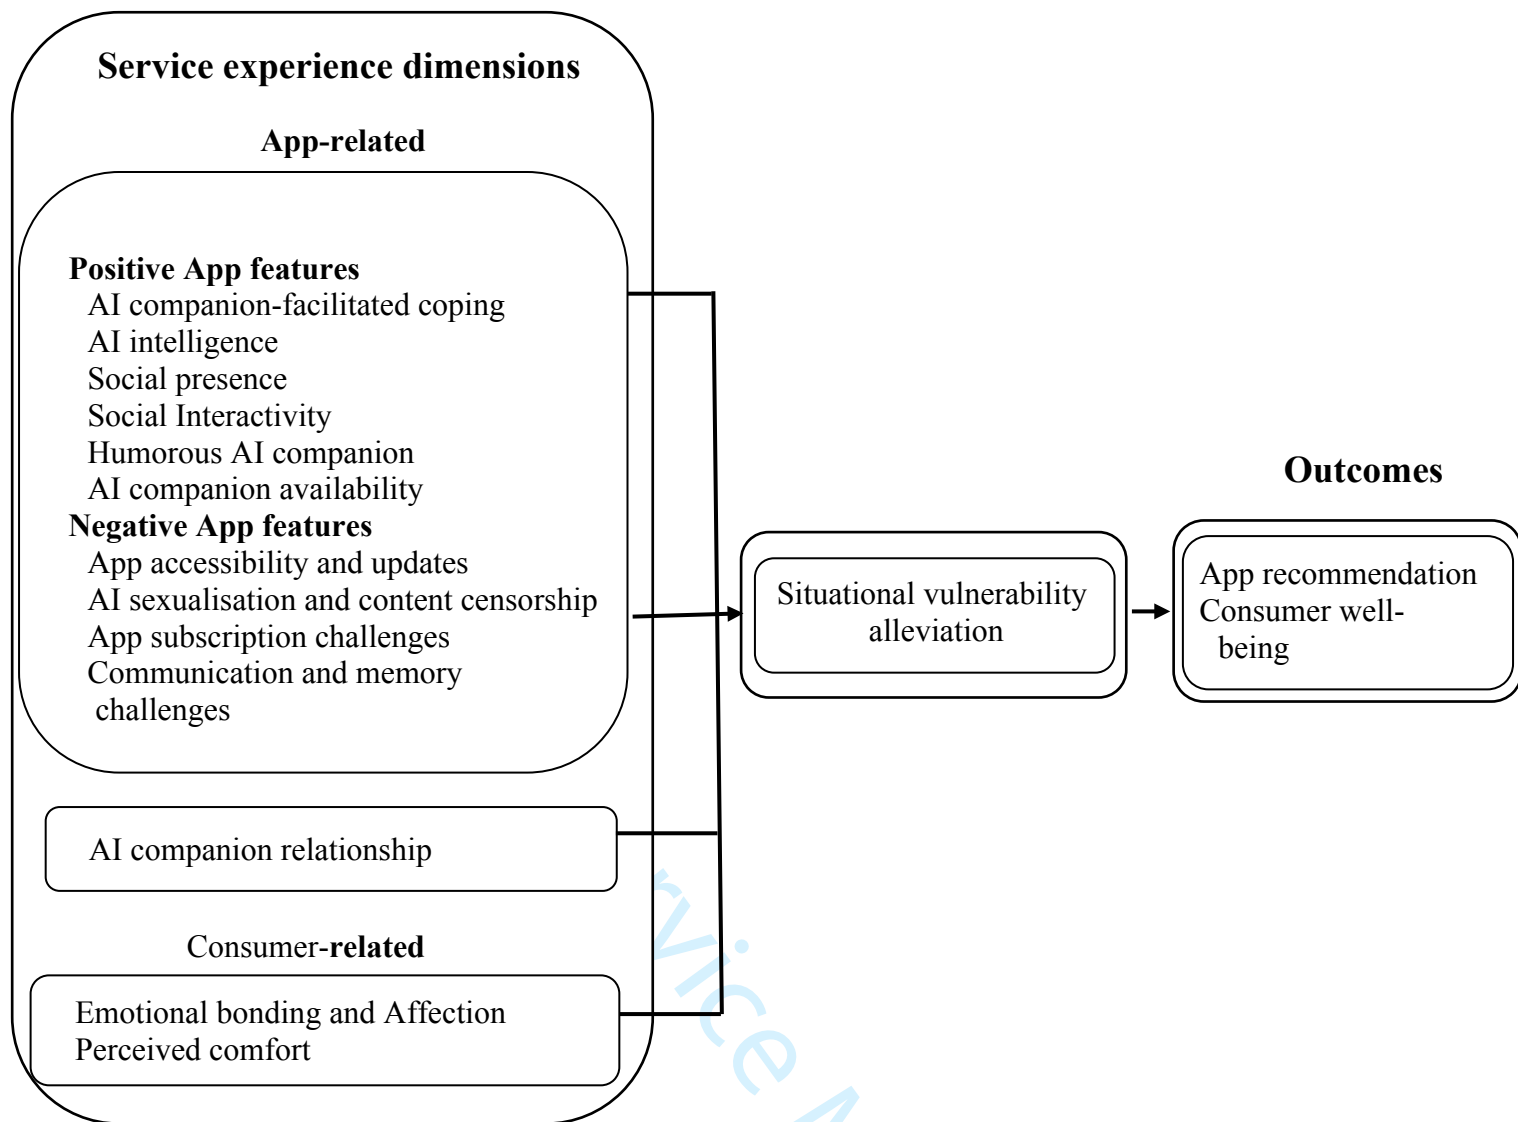 Service experience dimensions
App-related
Positive App features
AI companion-facilitated coping
AI intelligence
Social presence
Social Interactivity
Humorous AI companion
AI companion availability
Negative App features
App accessibility and updates
AI sexualisation and content censorship
App subscription challenges
Communication and memory
challenges
AI companion relationship
Consumer-related
Emotional bonding and Affection
Perceived comfort
Situational vulnerability
alleviation
Outcomes
App recommendation
Consumer well-
being